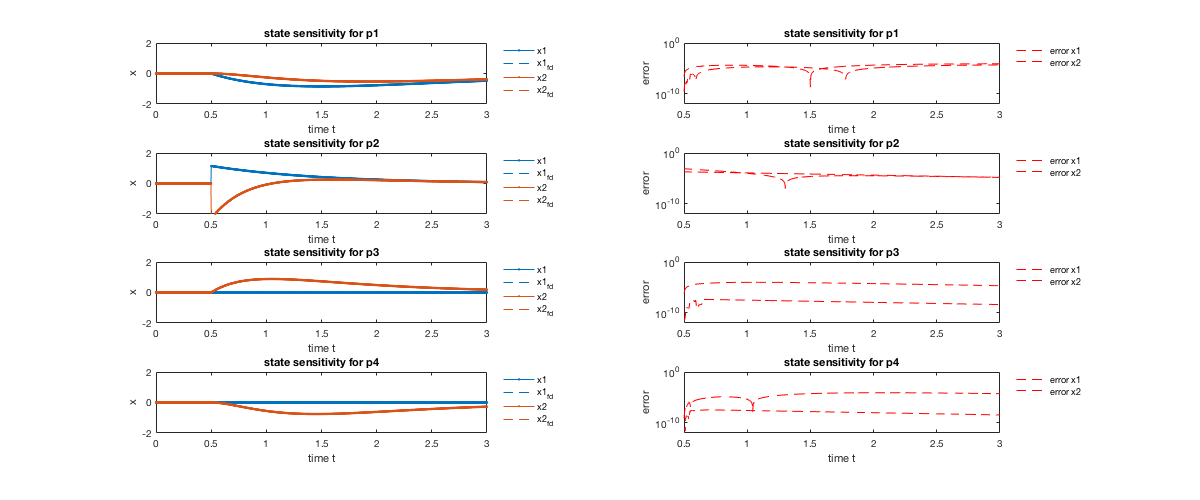 state sensitivity for p1
2
0
-2
x
0 0.5 1 1.5 2 2.5 3
time t
x1
x1fd
x2
x2fd
state sensitivity for p1
10^0
10^-10
error
0.5 1 1.5 2 2.5 3
time t
error x1
error x2
state sensitivity for p2
2
0
-2
x
0 0.5 1 1.5 2 2.5 3
time t
x1
x1fd
x2
x2fd
state sensitivity for p2
10^0
10^-10
error
0.5 1 1.5 2 2.5 3
time t
error x1
error x2
state sensitivity for p3
2
0
-2
x
0 0.5 1 1.5 2 2.5 3
time t
x1
x1fd
x2
x2fd
state sensitivity for p3
10^0
10^-10
error
0.5 1 1.5 2 2.5 3
time t
error x1
error x2
state sensitivity for p4
2
0
-2
x
0 0.5 1 1.5 2 2.5 3
time t
x1
x1fd
x2
x2fd
state sensitivity for p4
10^0
10^-10
error
0.5 1 1.5 2 2.5 3
time t
error x1
error x2